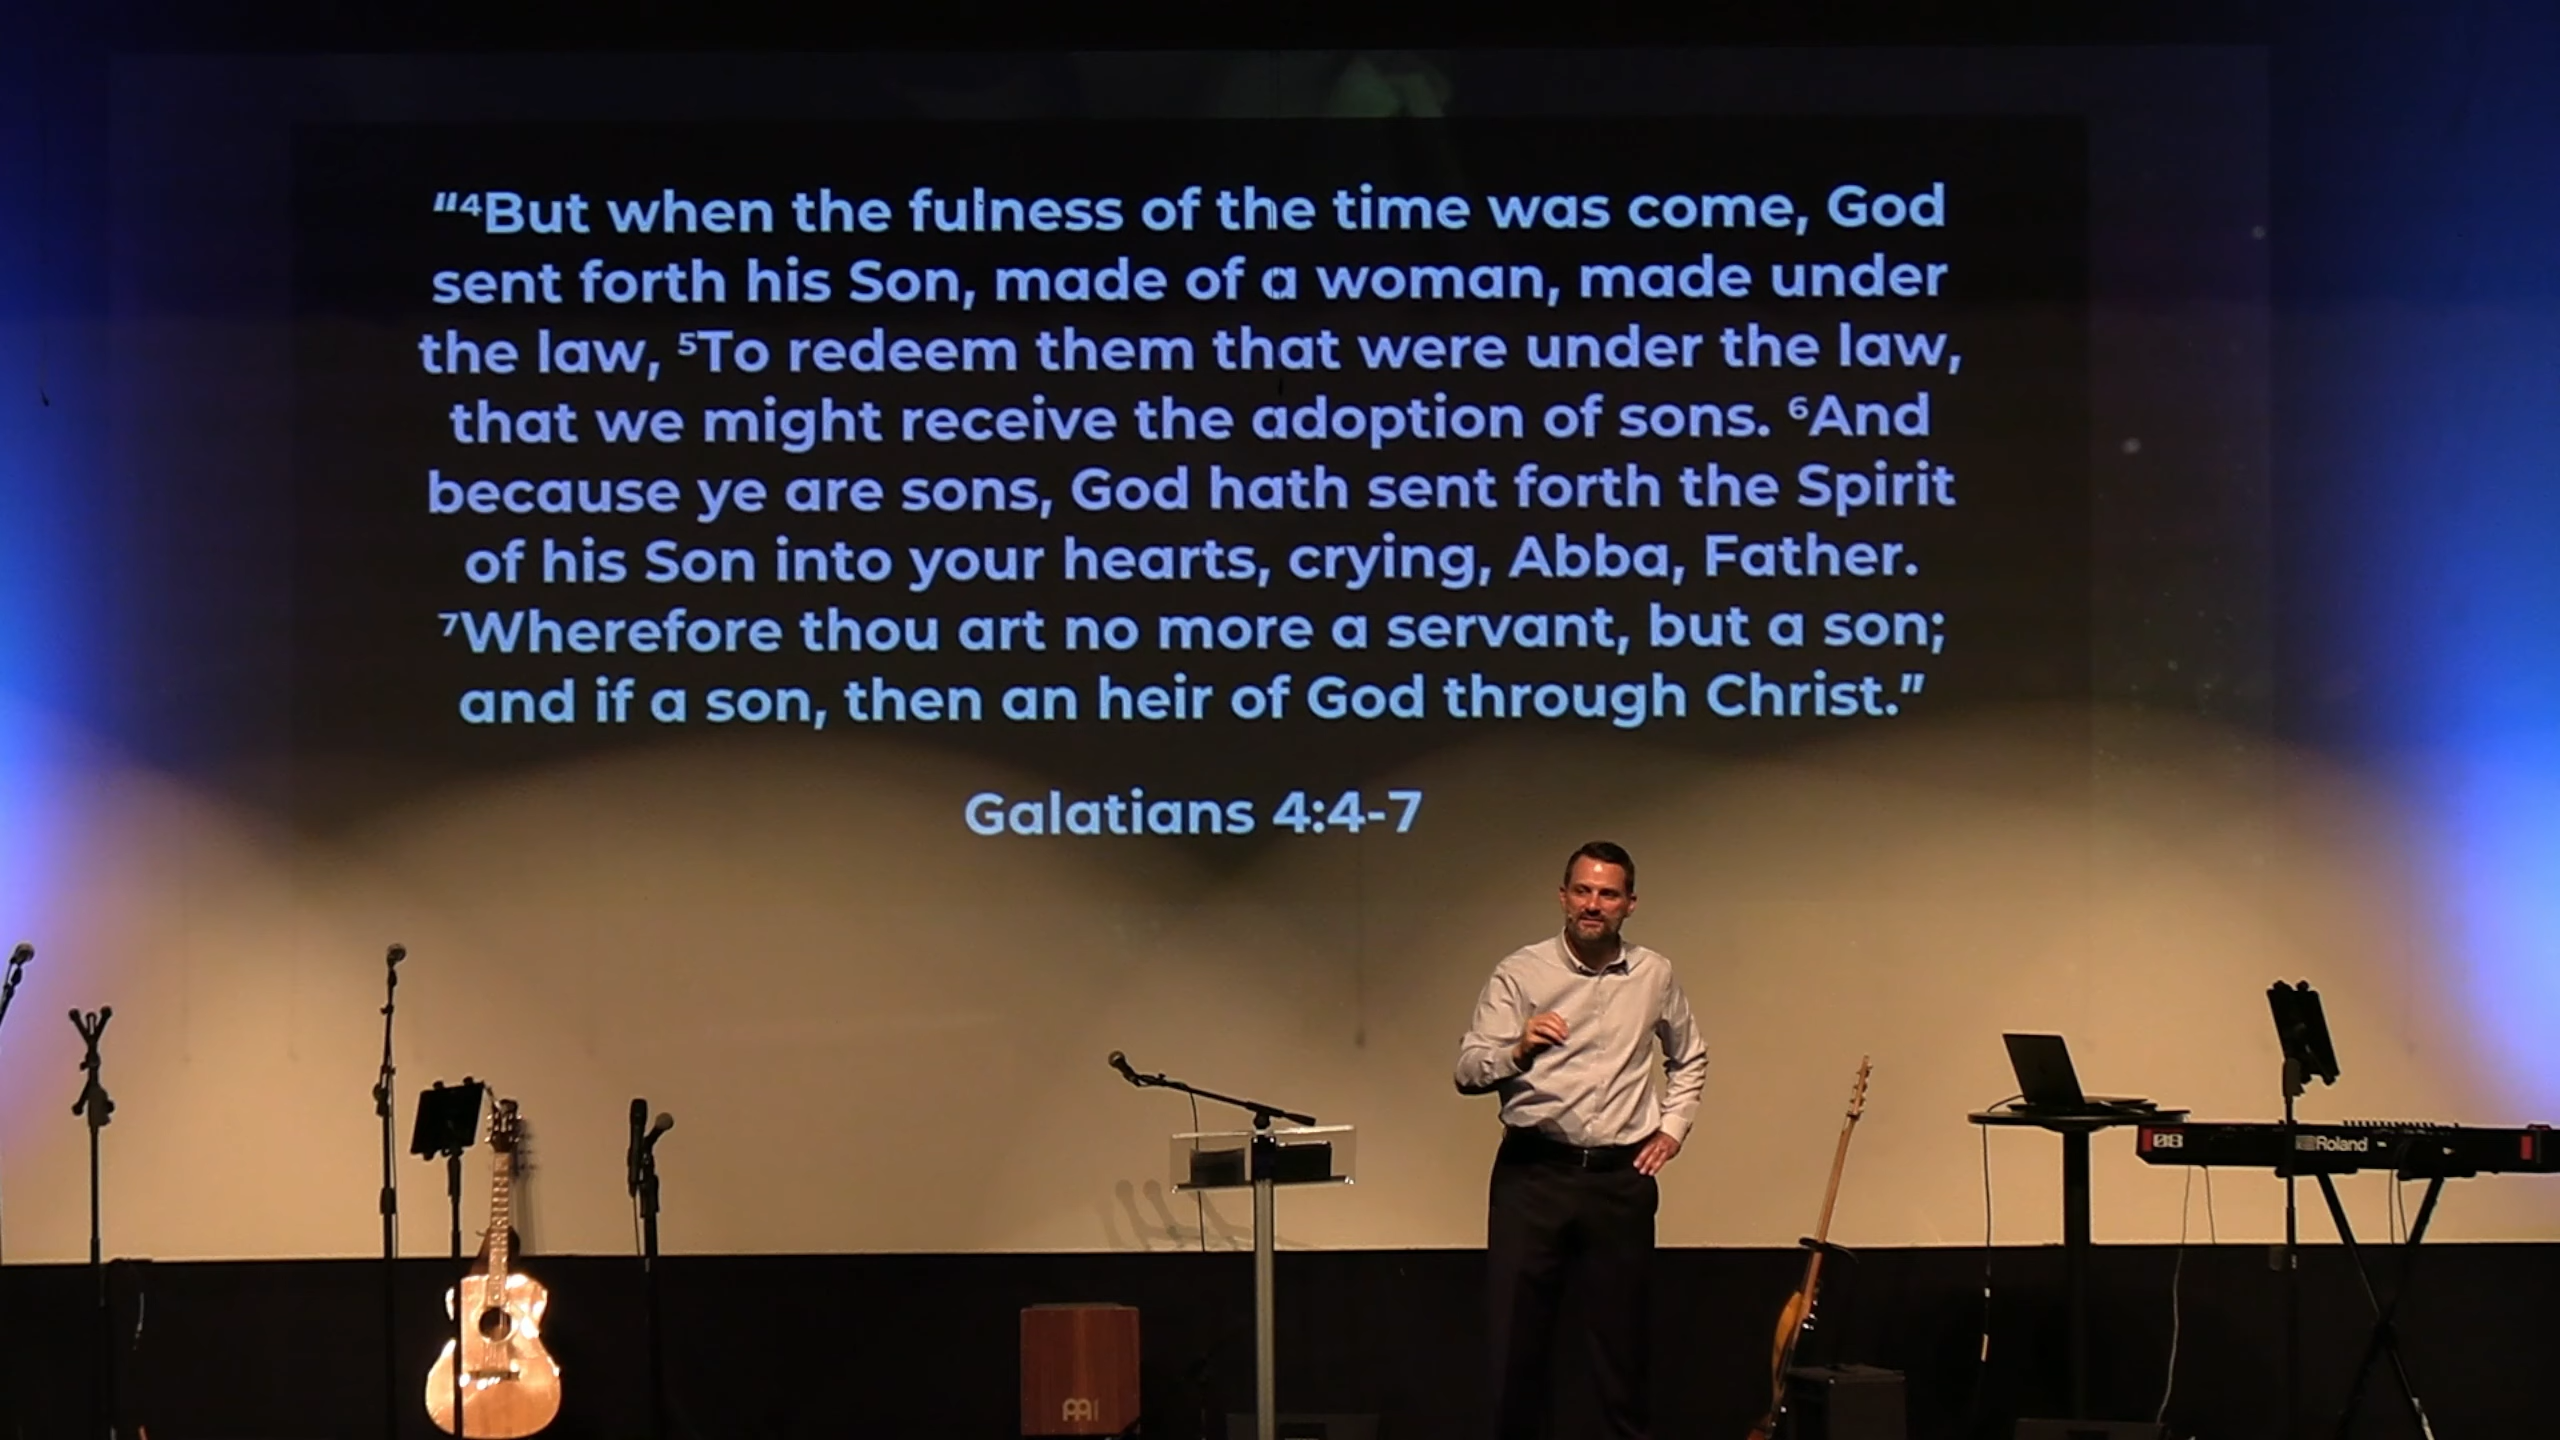 “⁴But when the fulness of the time was come, God
sent forth his Son, made of a woman, made under
the law, ⁵To redeem them that were under the law,
that we might receive the adoption of sons. ⁶And
because ye are sons, God hath sent forth the Spirit
of his Son into your hearts, crying, Abba, Father.
⁷Wherefore thou art no more a servant, but a son;
and if a son, then an heir of God through Christ.”
Galatians 4:4-7
08
Roland